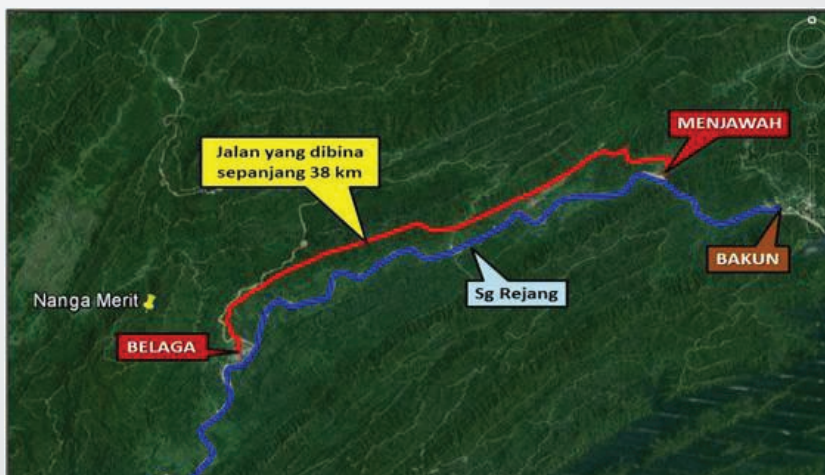 MENJAWAH
Jalan yang dibina
sepanjang 38 km
BAKUN
Sg Rejang
Nanga Merit
BELAGA